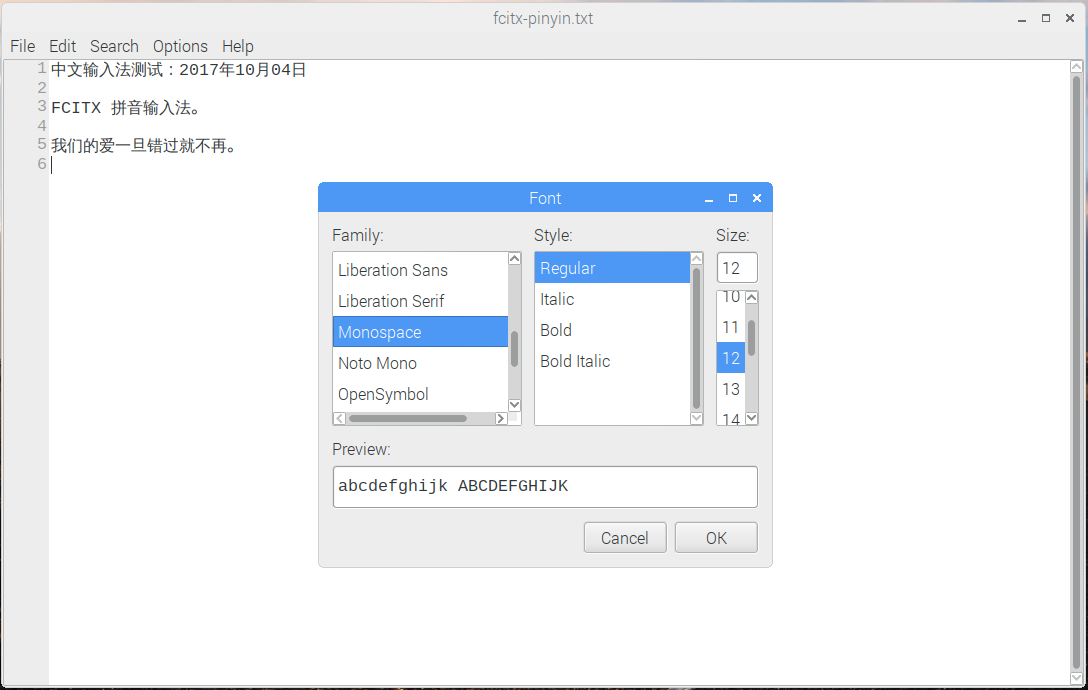 fcitx-pinyin.txt
File Edit Search Options Help
1 中文输入法测试：2017年10月04日
2
3 FCITX 拼音输入法。
4
5 我们的爱一旦错过就不再。
6
Font
Family: Style: Size:
Liberation Sans Regular 12
Liberation Serif Italic 10
Monospace Bold 11
Noto Mono Bold Italic 12
OpenSymbol 13
14
Preview:
abcdefghijk ABCDEFGHIJK
Cancel OK